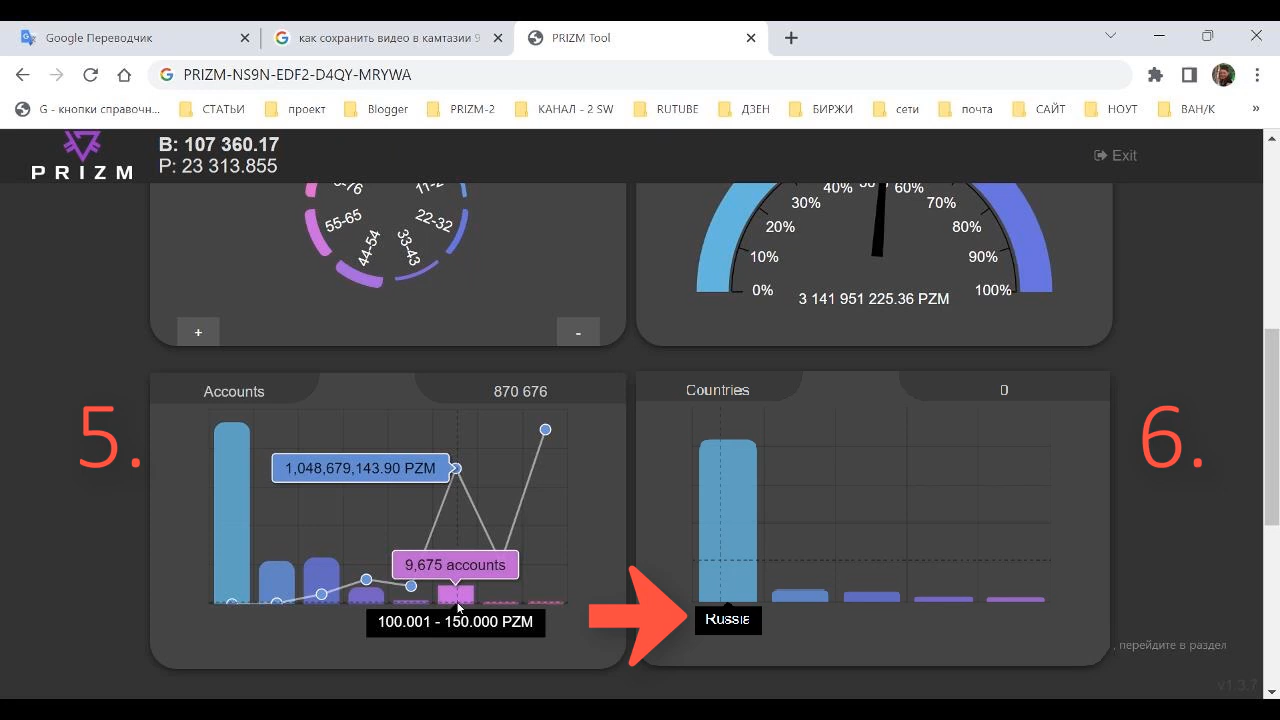 Google Переводчик
как сохранить видео в камтазии 9
PRIZM Tool
PRIZM-NS9N-EDF2-D4QY-MRYWA
G - кнопки справочн...
СТАТЬИ
проект
Blogger
PRIZM-2
КАНАЛ - 2 SW
RUTUBE
ДЗЕН
БИРЖИ
сети
почта
САЙТ
НОУТ
ВАН/К
»
PRIZM
B: 107 360.17
P: 23 313.855
Exit
55-65
44-54
33-43
22-32
+
-
0%
10%
20%
30%
40%
60%
70%
80%
90%
100%
3 141 951 225.36 PZM
5.
Accounts
870 676
1,048,679,143.90 PZM
9,675 accounts
100.001 - 150.000 PZM
Countries
0
Russia
6.
, перейдите в раздел
v1.3.7